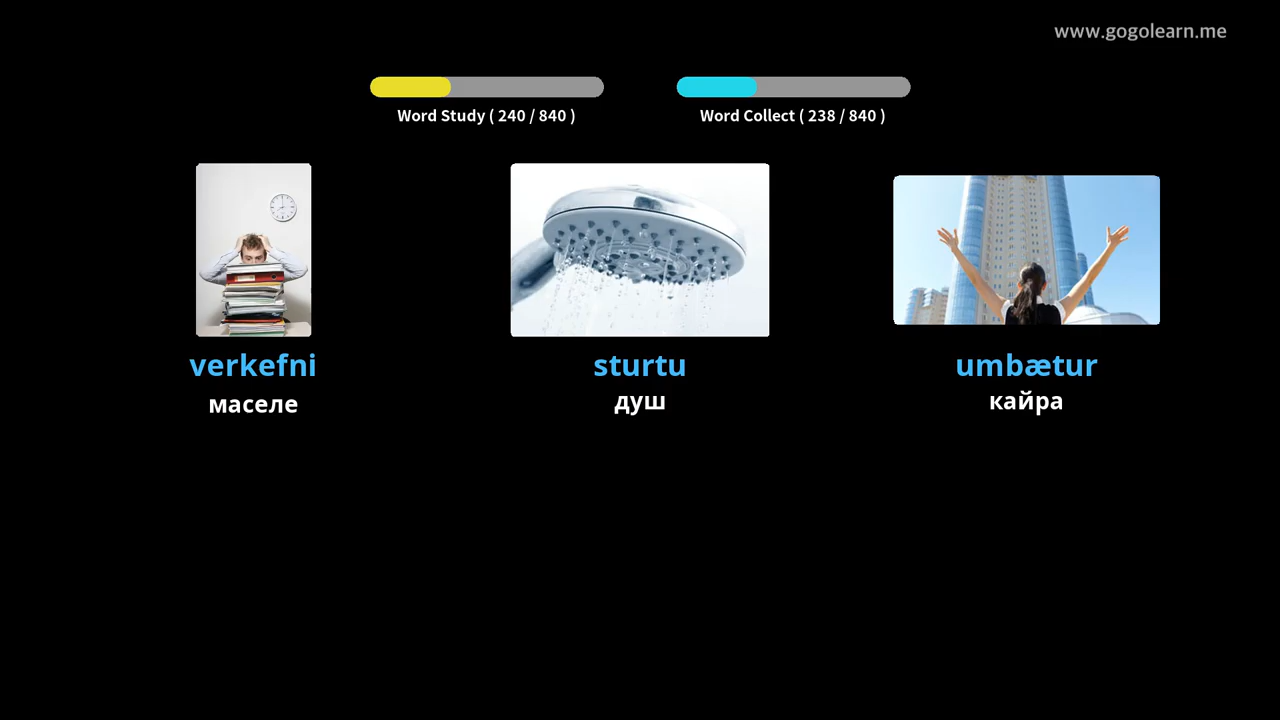 www.gogolearn.me
Word Study ( 240 / 840 )
Word Collect ( 238 / 840 )
verkefni
маселе
sturtu
душ
umbætur
кайра